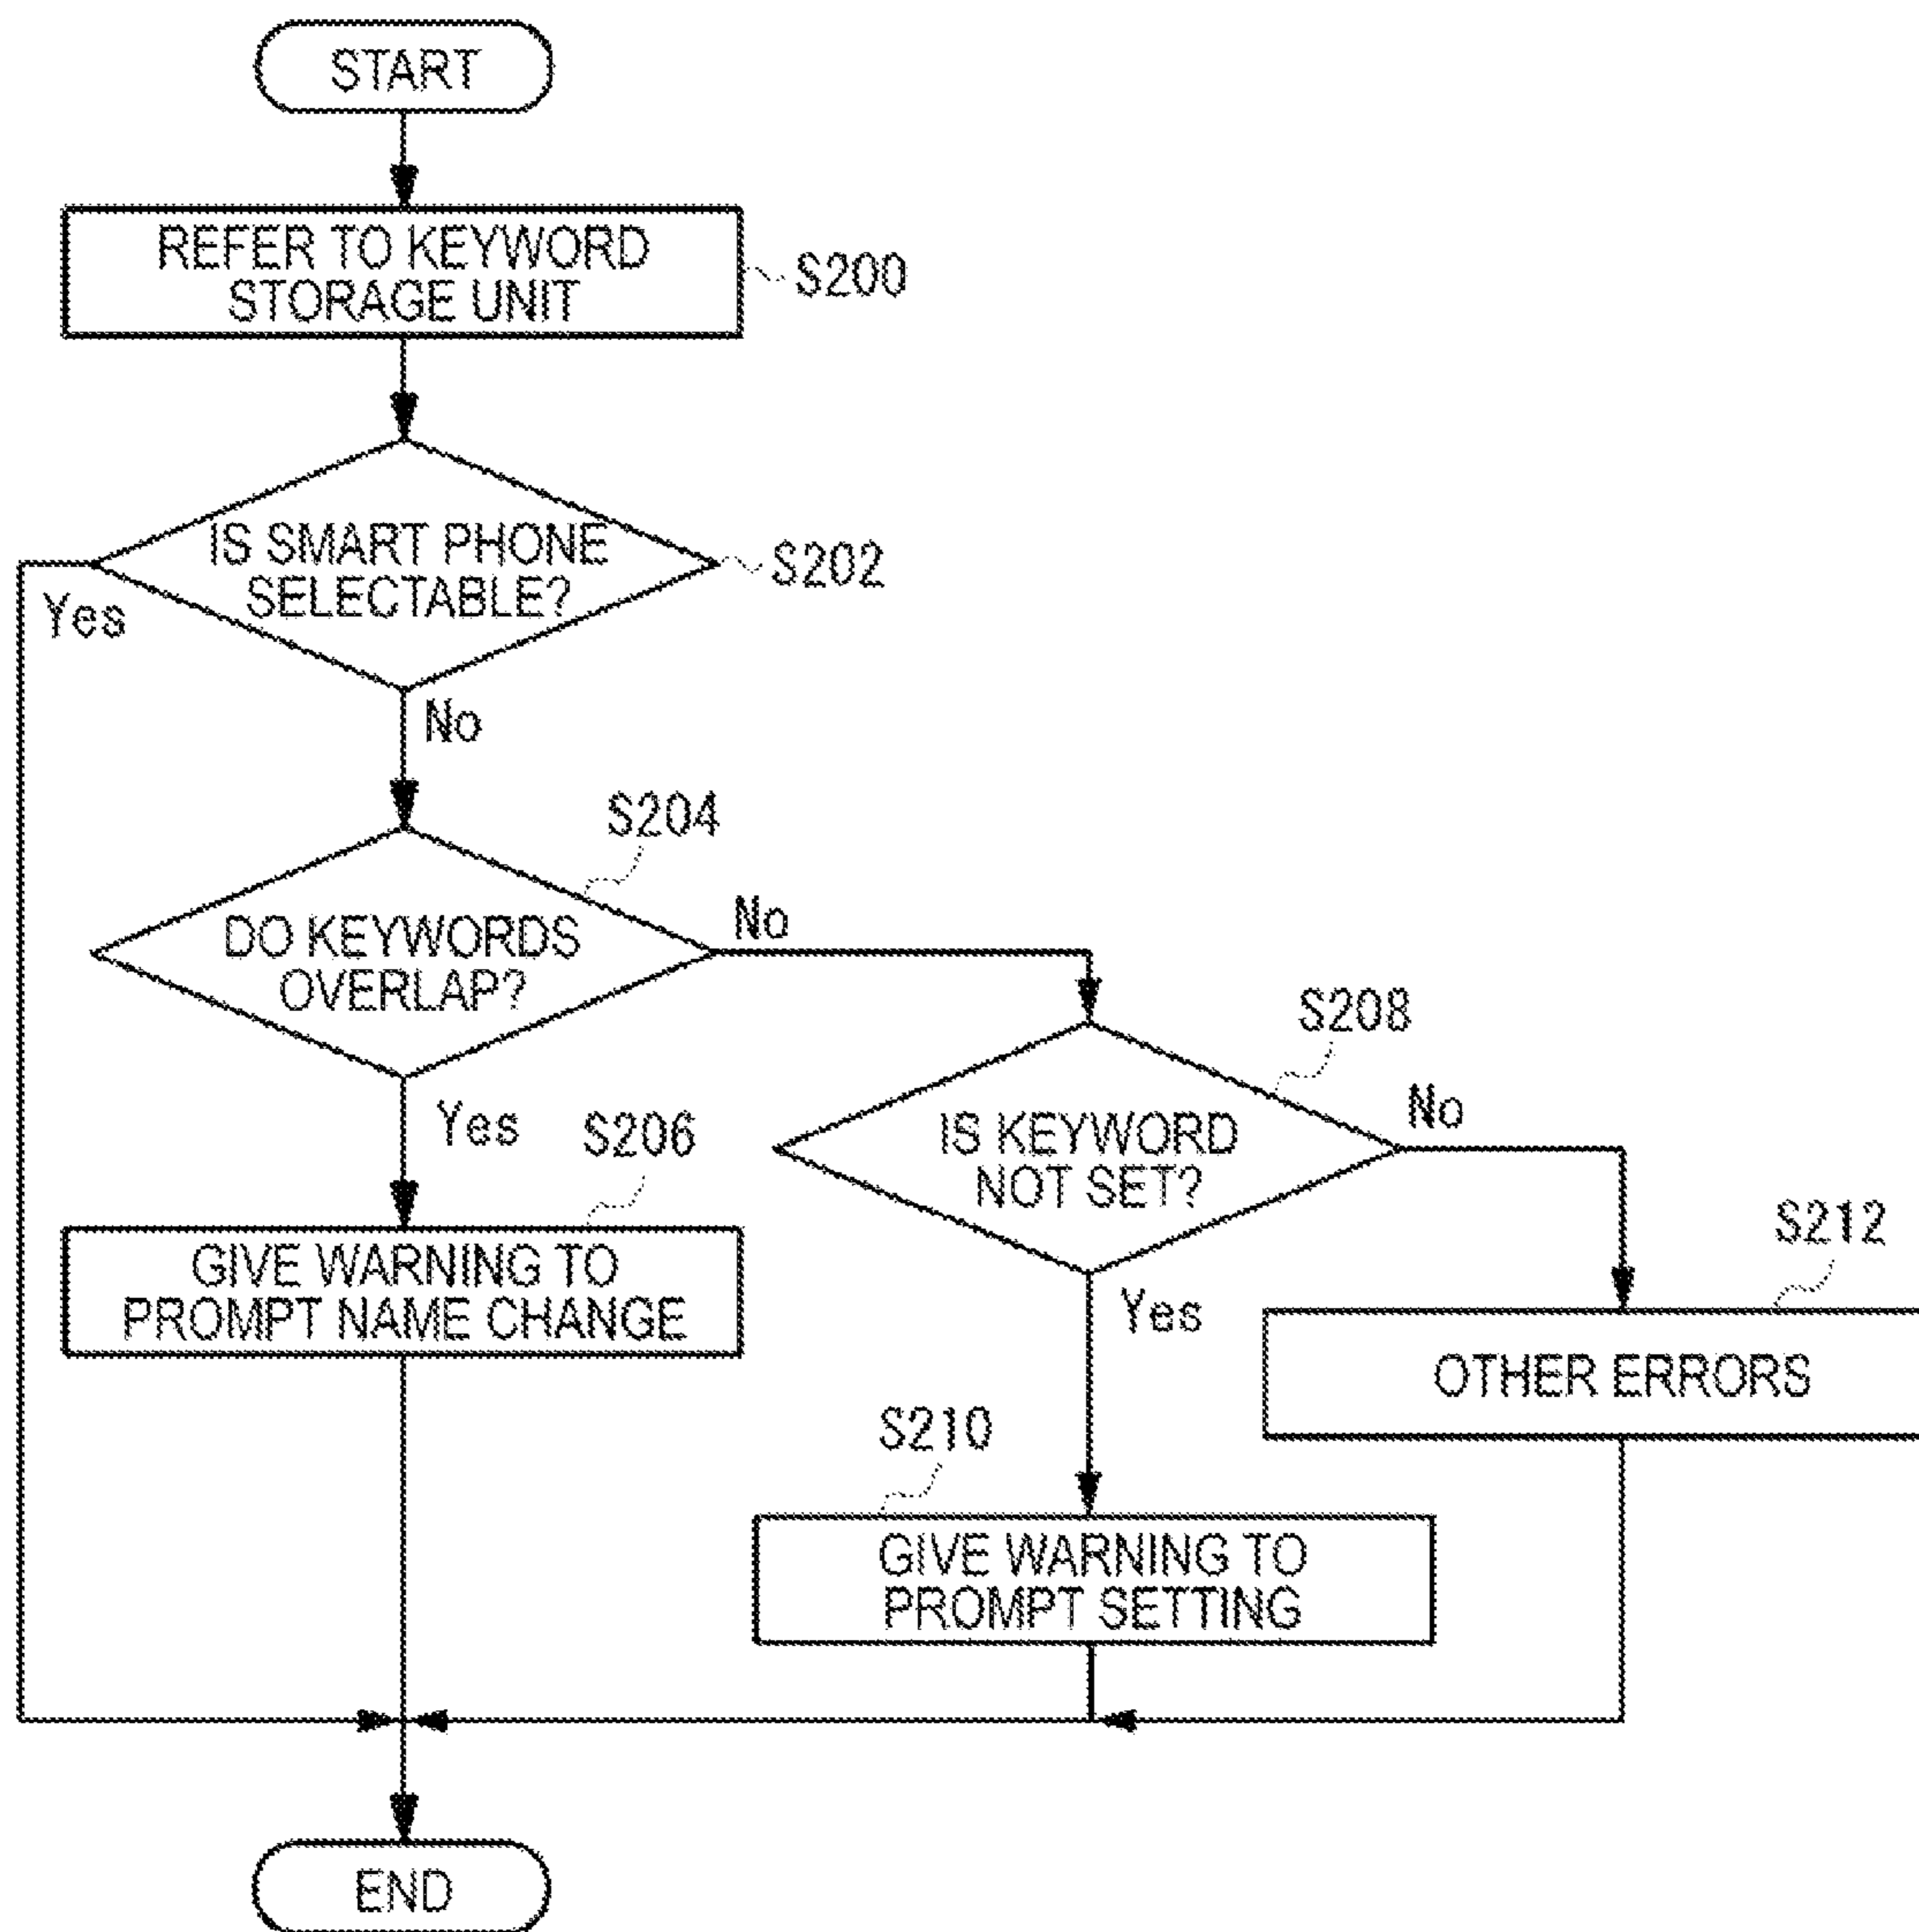 START
REFER TO KEYWORD
STORAGE UNIT
S200
IS SMART PHONE
SELECTABLE?
S202
Yes
No
S204
DO KEYWORDS
OVERLAP?
No
Yes
S206
GIVE WARNING TO
PROMPT NAME CHANGE
S208
IS KEYWORD
NOT SET?
No
Yes
S212
OTHER ERRORS
S210
GIVE WARNING TO
PROMPT SETTING
END